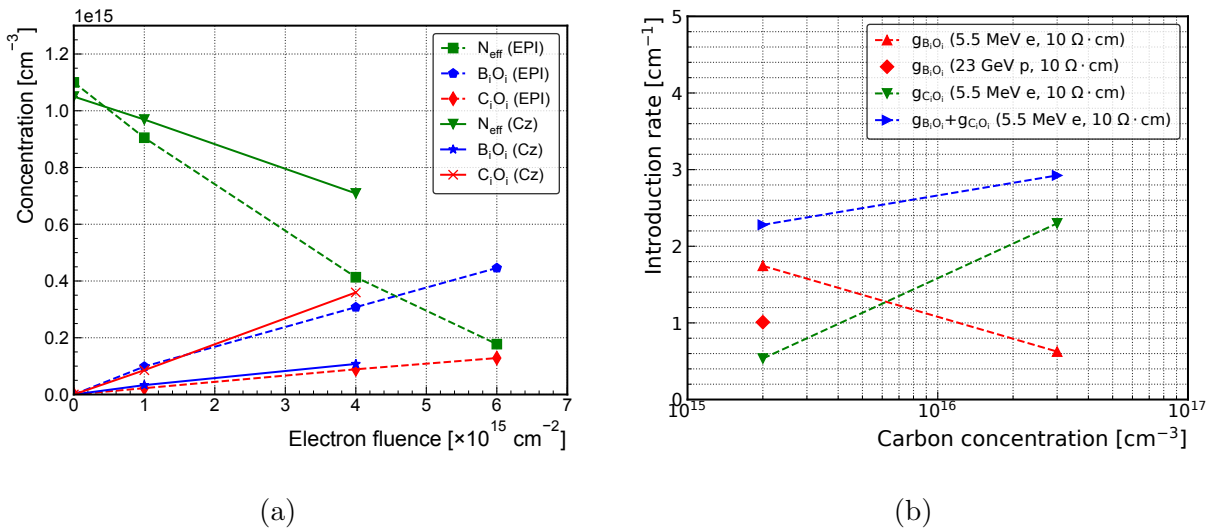 1e15
Concentration [cm⁻³]
1.2
1.0
0.8
0.6
0.4
0.2
0.0
0 1 2 3 4 5 6 7
Electron fluence [×10¹⁵ cm⁻²]
N_eff (EPI)
B_iO_i (EPI)
C_iO_i (EPI)
N_eff (Cz)
B_iO_i (Cz)
C_iO_i (Cz)
(a)
Introduction rate [cm⁻¹]
5
4
3
2
1
0
10¹⁵ 10¹⁶ 10¹⁷
Carbon concentration [cm⁻³]
g_BiOi (5.5 MeV e, 10 Ω·cm)
g_BiOi (23 GeV p, 10 Ω·cm)
g_CiOi (5.5 MeV e, 10 Ω·cm)
g_BiOi+g_CiOi (5.5 MeV e, 10 Ω·cm)
(b)